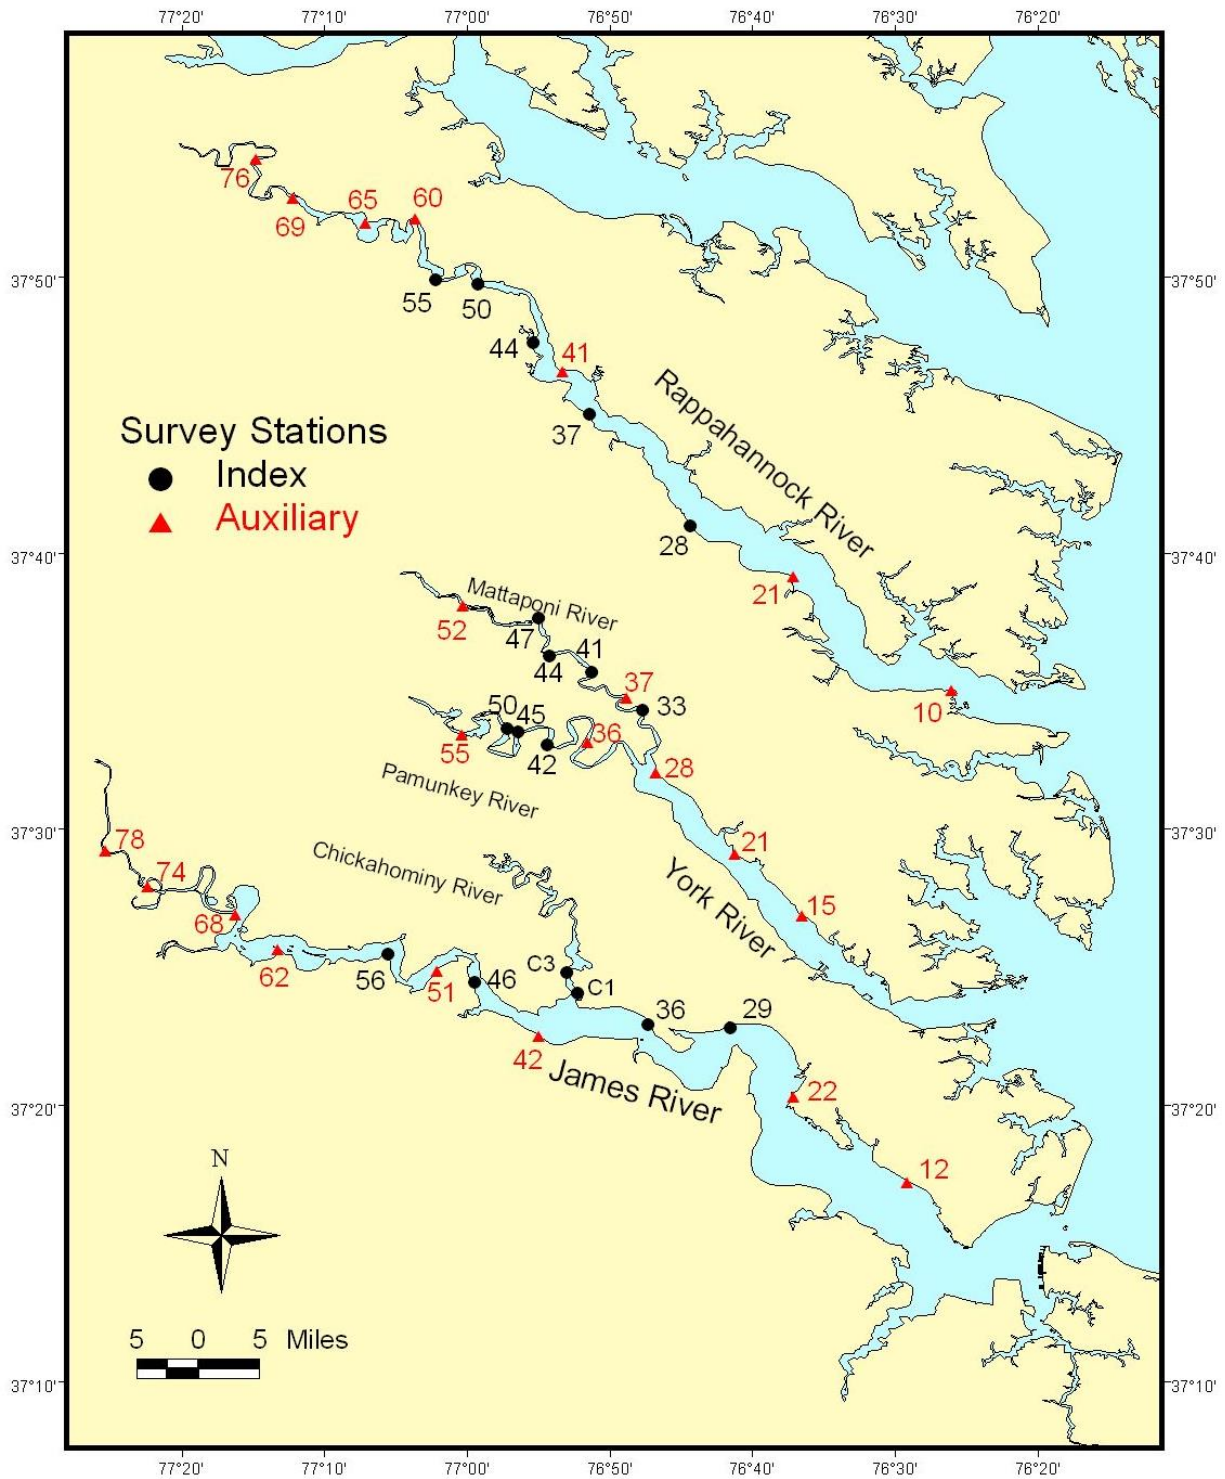 77°20' 77°10' 77°00' 76°50' 76°40' 76°30' 76°20'
76
69
65
60
37°50' 37°50'
55
50
44
41
37
Rappahannock River
Survey Stations
Index
Auxiliary
28
37°40' 37°40'
21
10
Mattaponi River
52
47
44
41
37
33
50
45
55
42
36
28
Pamunkey River
37°30' 37°30'
21
15
York River
Chickahominy River
78
74
68
62
56
51
46
C3
C1
36
29
42
James River
22
12
37°20' 37°20'
N
5 0 5 Miles
37°10' 37°10'
77°20' 77°10' 77°00' 76°50' 76°40' 76°30' 76°20'